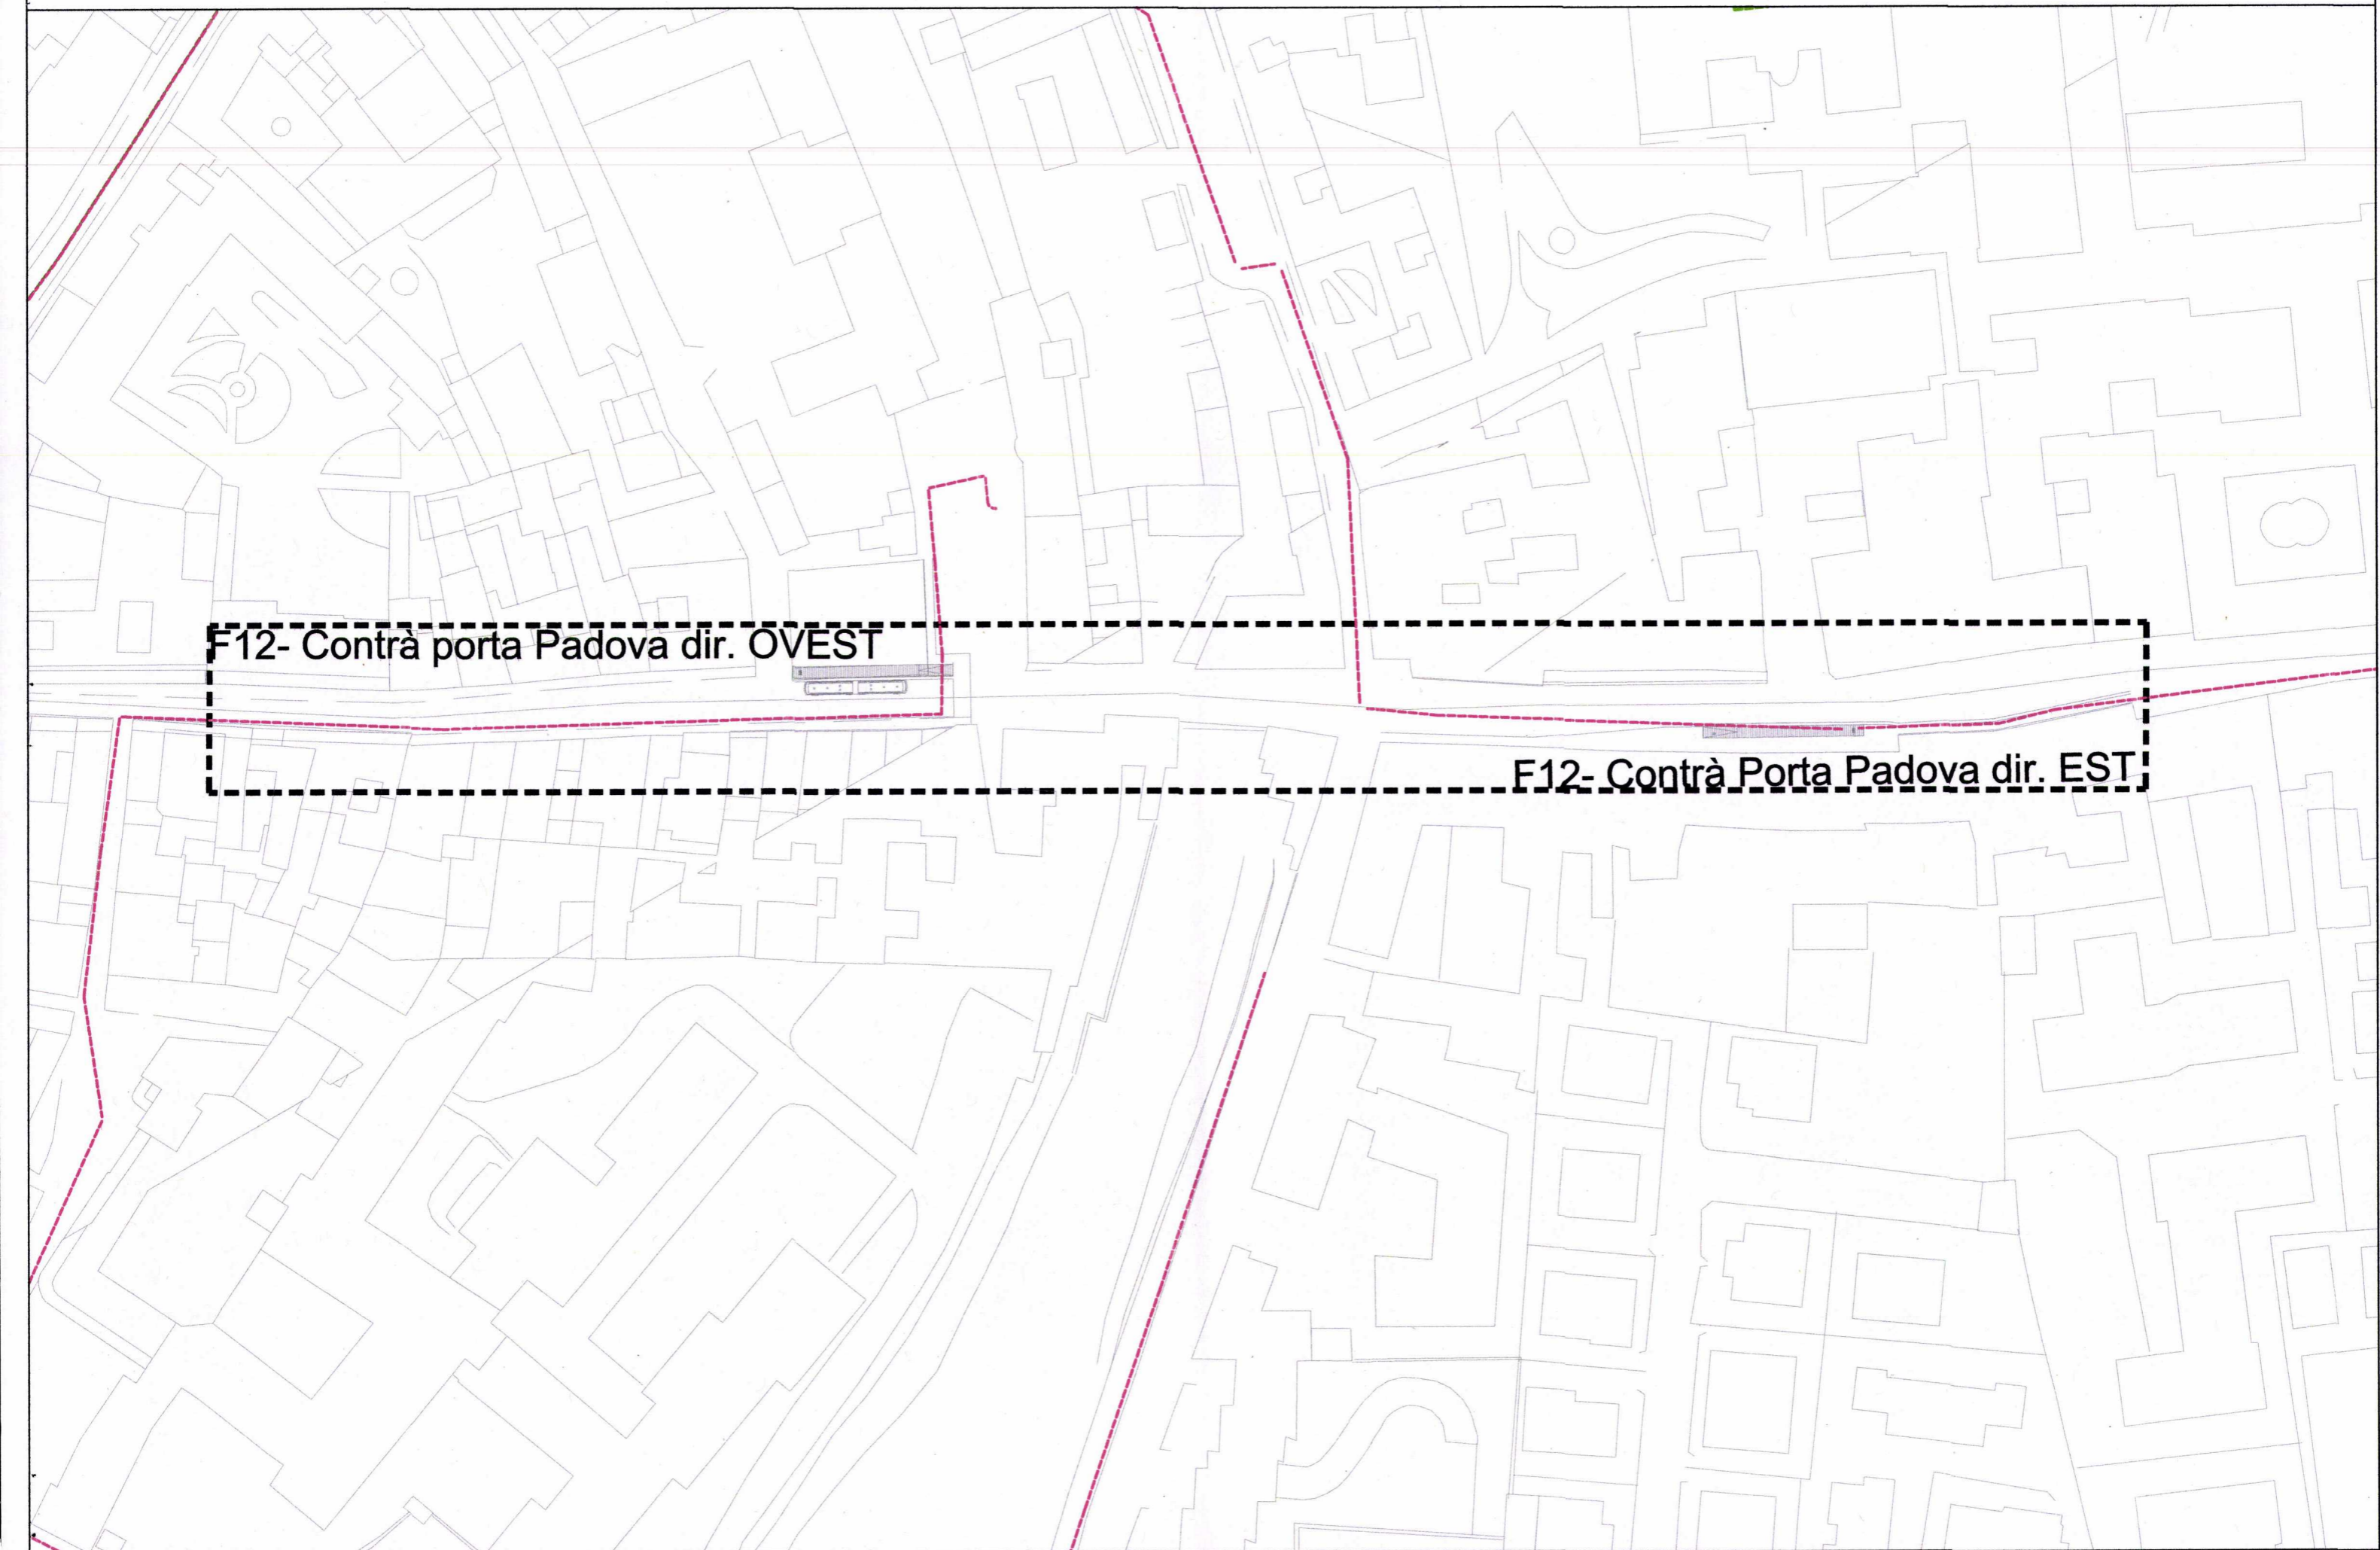 F12- Contrà porta Padova dir. OVEST
F12- Contrà Porta Padova dir. EST